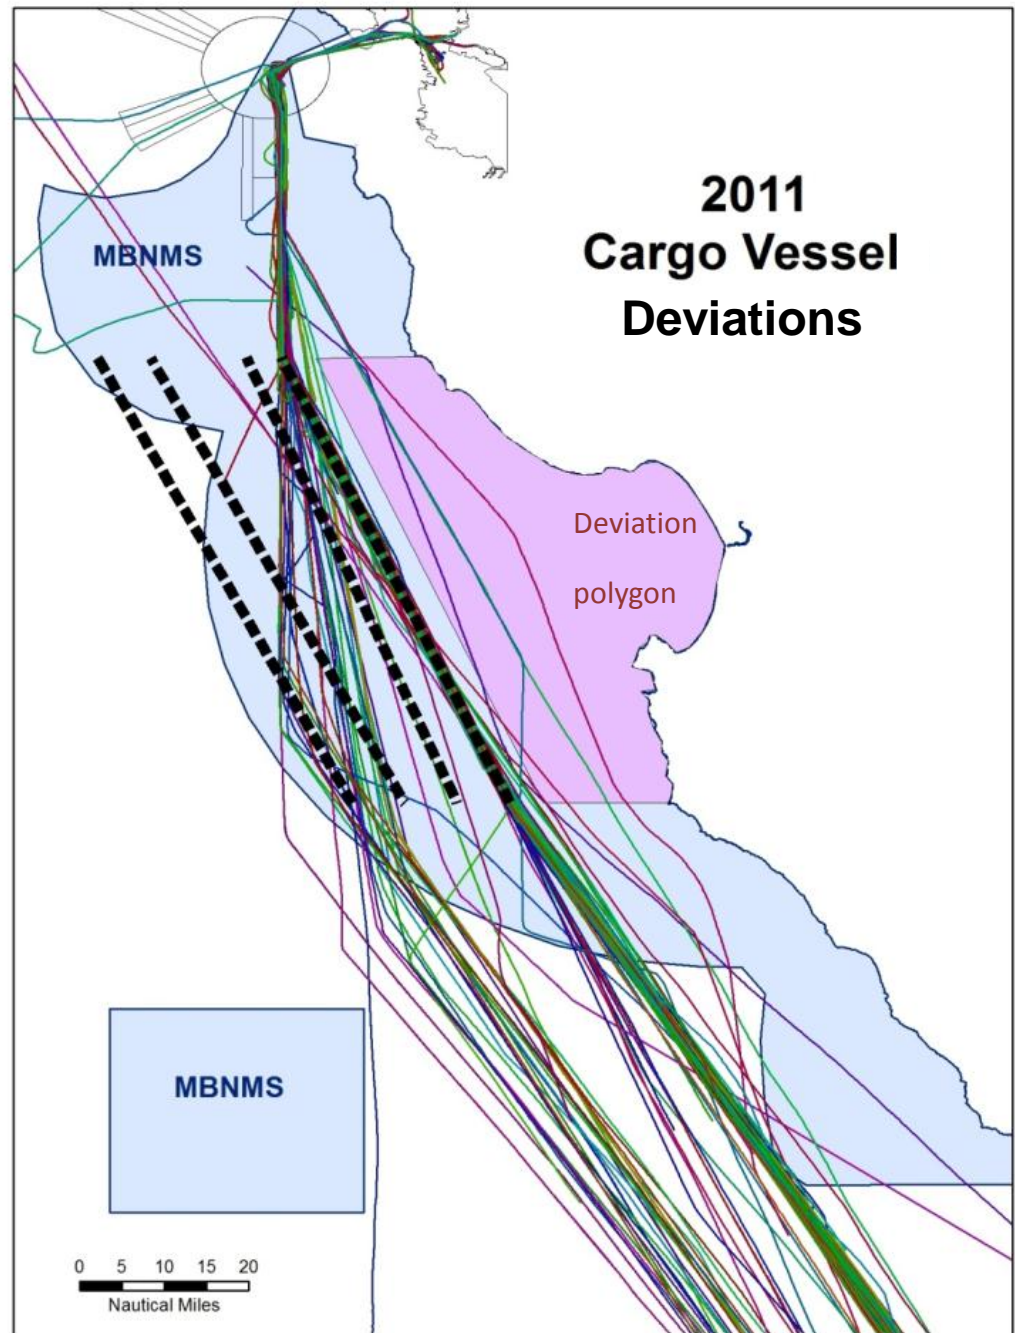 2011
Cargo Vessel
Deviations
MBNMS
Deviation
polygon
MBNMS
0 5 10 15 20
Nautical Miles